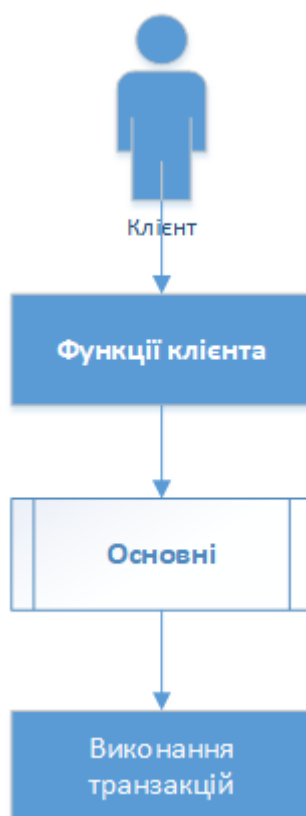 Клієнт
Функції клієнта
Основні
Виконання
транзакцій